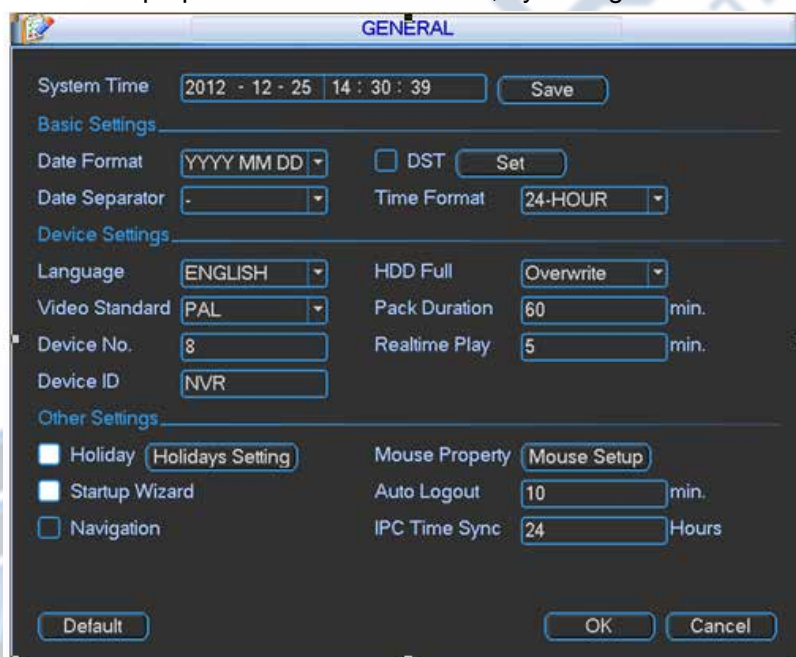 GENERAL
System Time 2012 - 12 - 25 14 : 30 : 39 Save
Basic Settings
Date Format YYYY MM DD DST Set
Date Separator - Time Format 24-HOUR
Device Settings
Language ENGLISH HDD Full Overwrite
Video Standard PAL Pack Duration 60 min.
Device No. 8 Realtime Play 5 min.
Device ID NVR
Other Settings
Holiday Holidays Setting Mouse Property Mouse Setup
Startup Wizard Auto Logout 10 min.
Navigation IPC Time Sync 24 Hours
Default OK Cancel